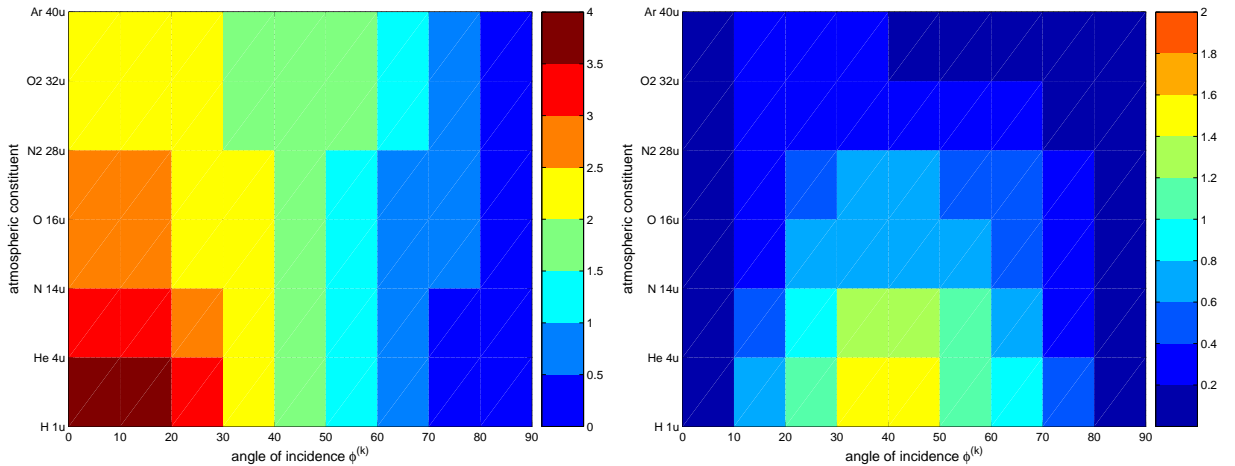 Ar 40u
O2 32u
N2 28u
O 16u
N 14u
He 4u
H 1u
atmospheric constituent
0 10 20 30 40 50 60 70 80 90
angle of incidence ϕ(k)
4
3.5
3
2.5
2
1.5
1
0.5
0
Ar 40u
O2 32u
N2 28u
O 16u
N 14u
He 4u
H 1u
atmospheric constituent
0 10 20 30 40 50 60 70 80 90
angle of incidence ϕ(k)
2
1.8
1.6
1.4
1.2
1
0.8
0.6
0.4
0.2